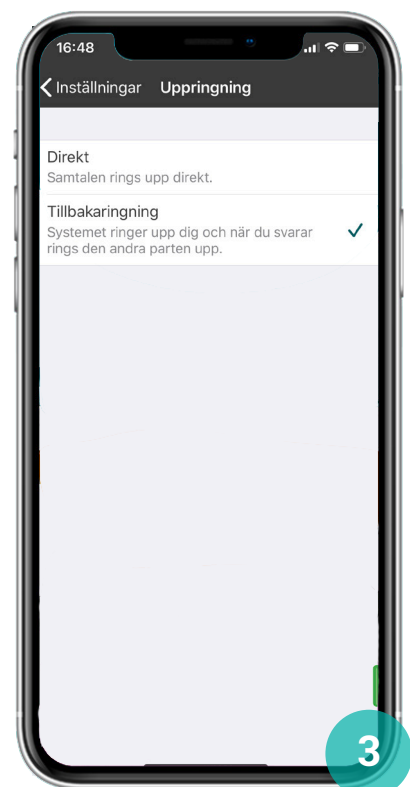 16:48
Inställningar Uppringning
Direkt
Samtalen rings upp direkt.
Tillbakaringning
Systemet ringer upp dig och när du svarar
rings den andra parten upp.
3